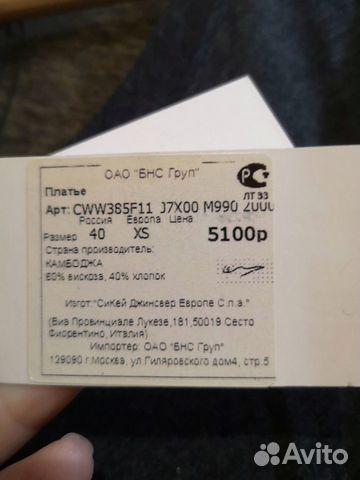 ОАО "БНС Груп"
Платье
ЛТ 93
Арт: CWW385F11 J7X00 M990 2000
Россия Европа Цена
Размер 40 XS 5100р
Страна производитель:
КАМБОДЖА
60% вискоза, 40% хлопок
Изгот:"СиКей Джинсвер Европе С.п.а."
(Виа Провинциале Лукезе,181,50019 Сесто
Фиорентино, Италия)
Импортер: ОАО "БНС Груп"
129090 г.Москва, ул Гиляровского дом4, стр.5
Avito